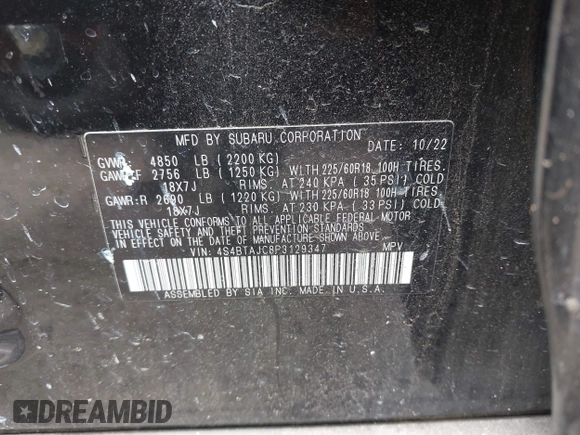 MFD BY SUBARU CORPORATION
DATE: 10/22
GVWR: 4850 LB (2200 KG)
GAWR:F 2756 LB (1250 KG) WITH 225/60R18 100H TIRES,
18X7J RIMS, AT 240 KPA (35 PSI) COLD
GAWR:R 2690 LB (1220 KG) WITH 225/60R18 100H TIRES,
18X7J RIMS, AT 230 KPA (33 PSI) COLD
THIS VEHICLE CONFORMS TO ALL APPLICABLE FEDERAL MOTOR
VEHICLE SAFETY AND THEFT PREVENTION STANDARDS IN EFFECT
ON THE DATE OF MANUFACTURE SHOWN ABOVE.
VIN: 4S4BTAJC8P3129347 MPV
ASSEMBLED BY SIA INC. MADE IN U.S.A.
DREAMBID